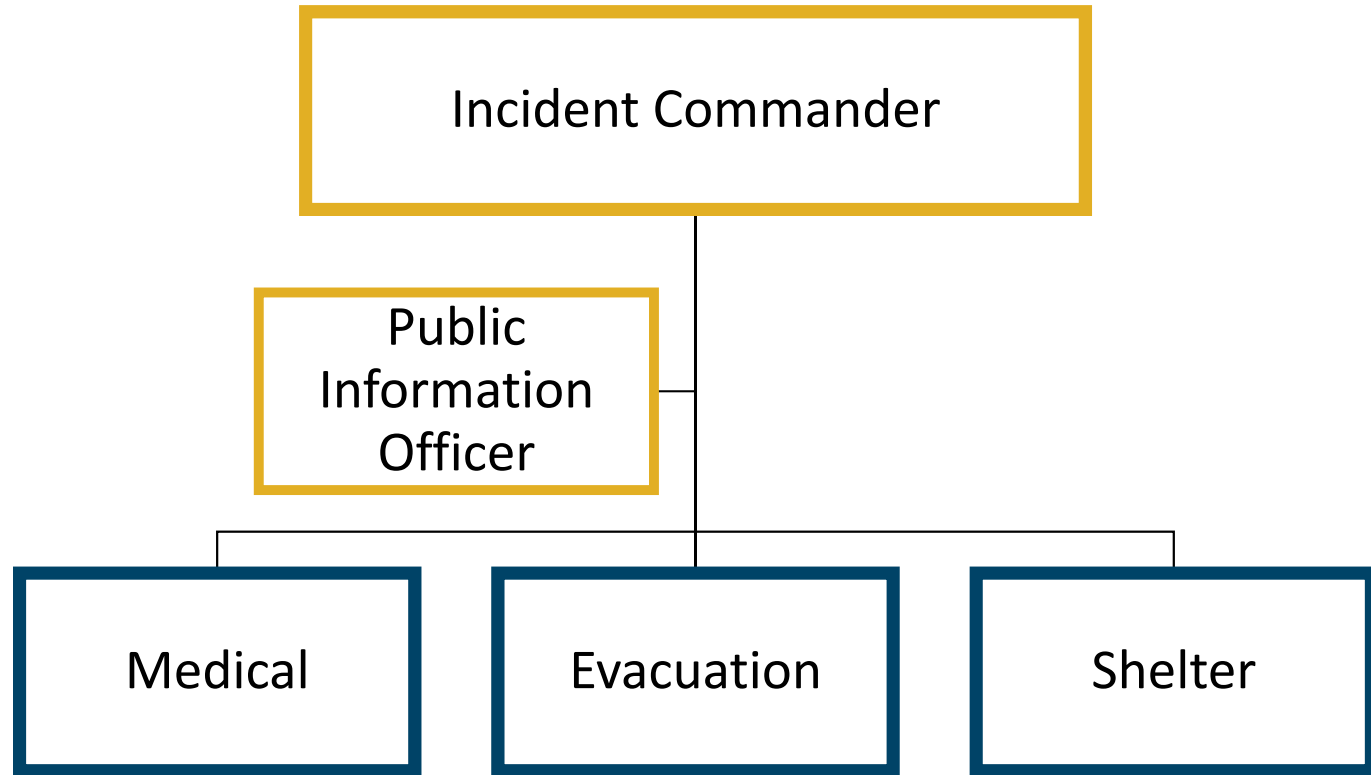 Incident Commander
Public
Information
Officer
Medical
Evacuation
Shelter